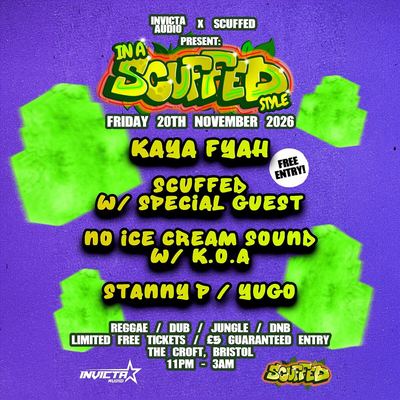 INVICTA AUDIO X SCUFFED
PRESENT:
IN A
SCUFFED
STYLE
FRIDAY 20TH NOVEMBER 2026
KAYA FYAH
FREE ENTRY!
SCUFFED
W/ SPECIAL GUEST
NO ICE CREAM SOUND
W/ K.O.A
STANNY P / YUGO
REGGAE / DUB / JUNGLE / DNB
LIMITED FREE TICKETS / £5 GUARANTEED ENTRY
THE CROFT, BRISTOL
11PM - 3AM
INVICTA
AUDIO
SCUFFED